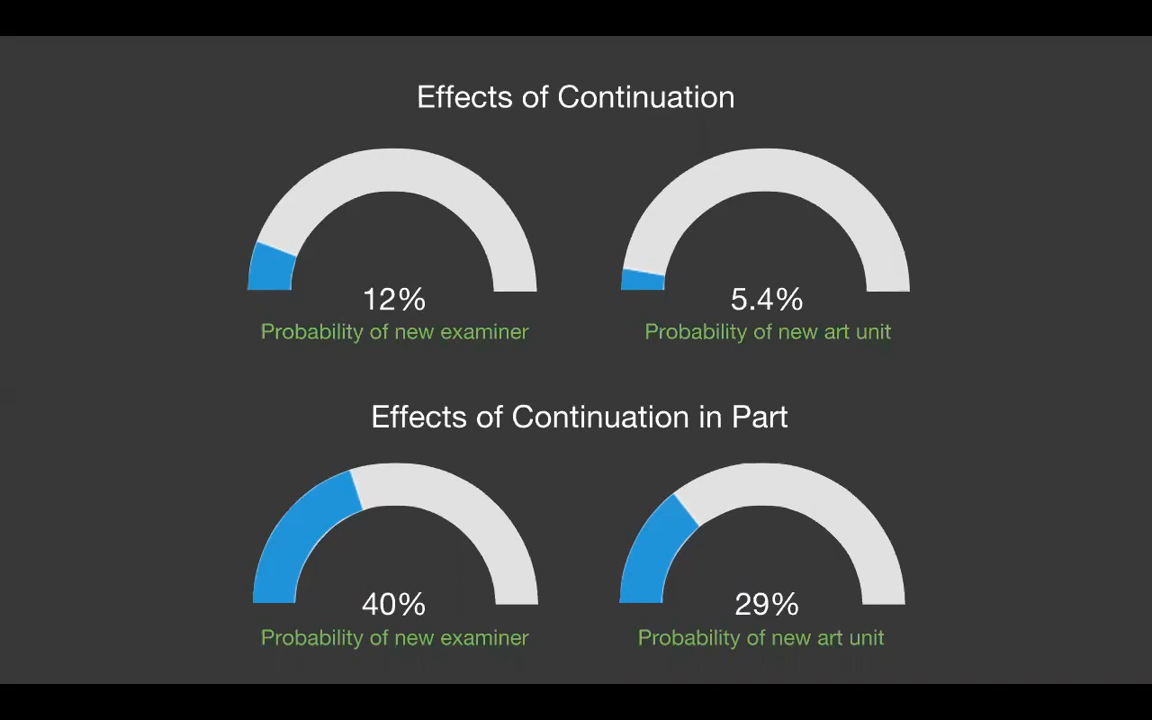 Effects of Continuation
12%
5.4%
Probability of new examiner
Probability of new art unit
Effects of Continuation in Part
40%
29%
Probability of new examiner
Probability of new art unit